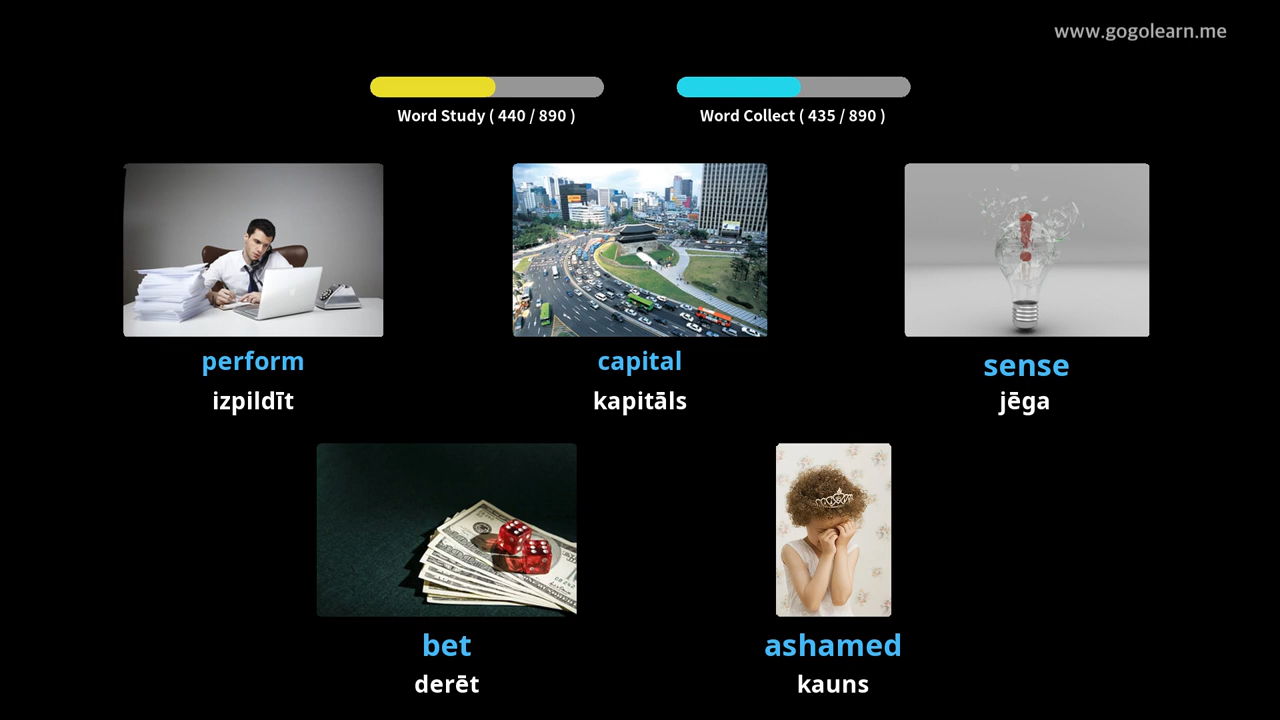 www.gogolearn.me
Word Study ( 440 / 890 )
Word Collect ( 435 / 890 )
perform
izpildīt
capital
kapitāls
sense
jēga
bet
derēt
ashamed
kauns